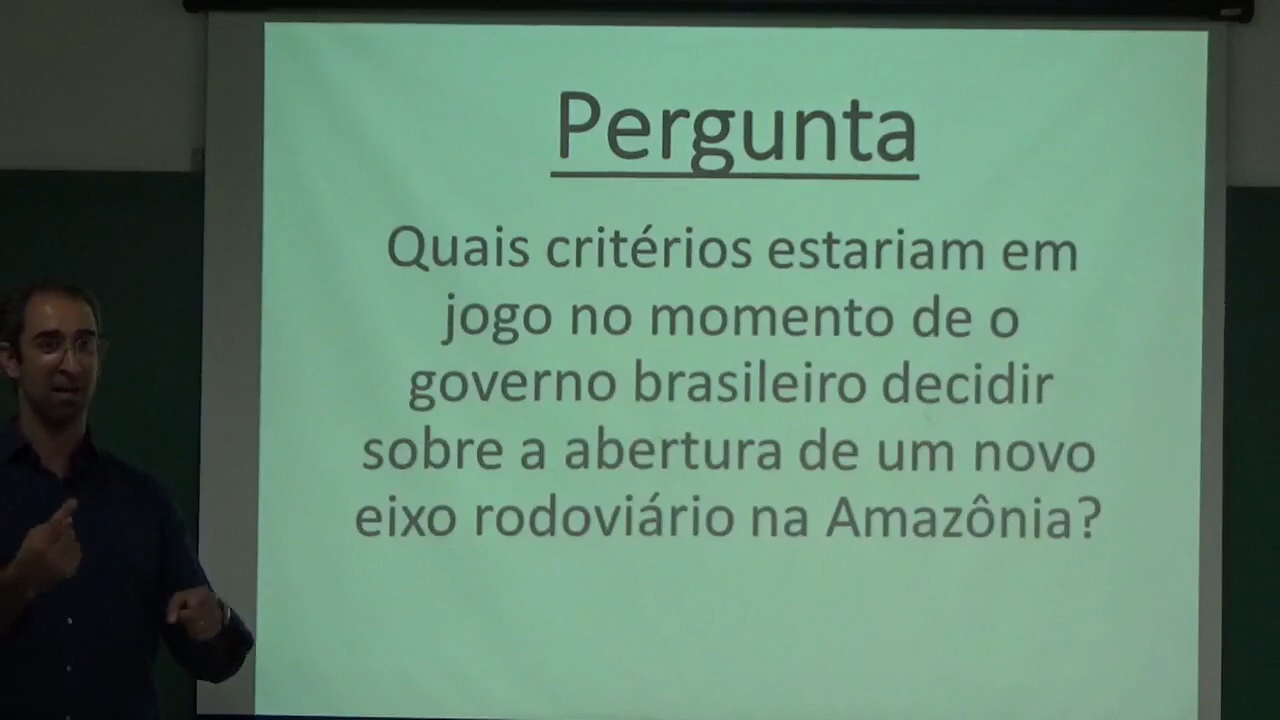 Pergunta
Quais critérios estariam em
jogo no momento de o
governo brasileiro decidir
sobre a abertura de um novo
eixo rodoviário na Amazônia?